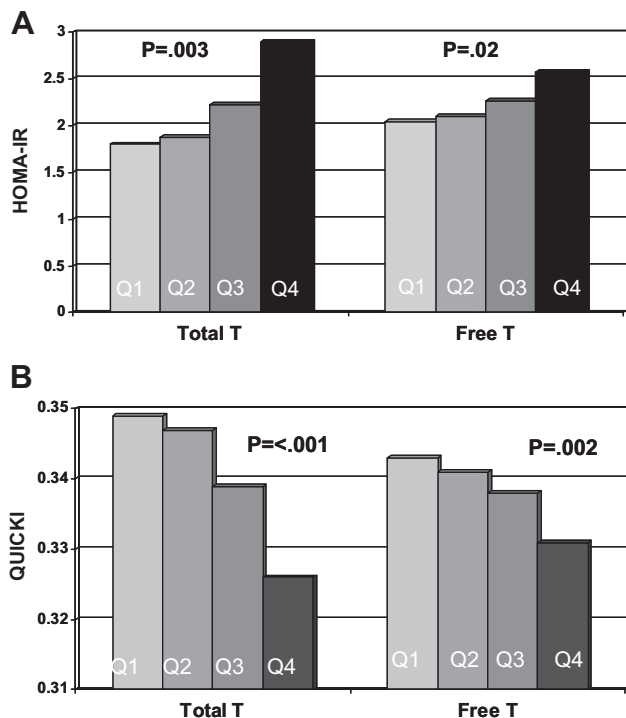 A
3
P=.003 P=.02
2.5
2
1.5
1
0.5
0
HOMA-IR
Q1 Q2 Q3 Q4 Q1 Q2 Q3 Q4
Total T Free T
B
0.35
P=<.001 P=.002
0.34
0.33
0.32
0.31
QUICKI
Q1 Q2 Q3 Q4 Q1 Q2 Q3 Q4
Total T Free T